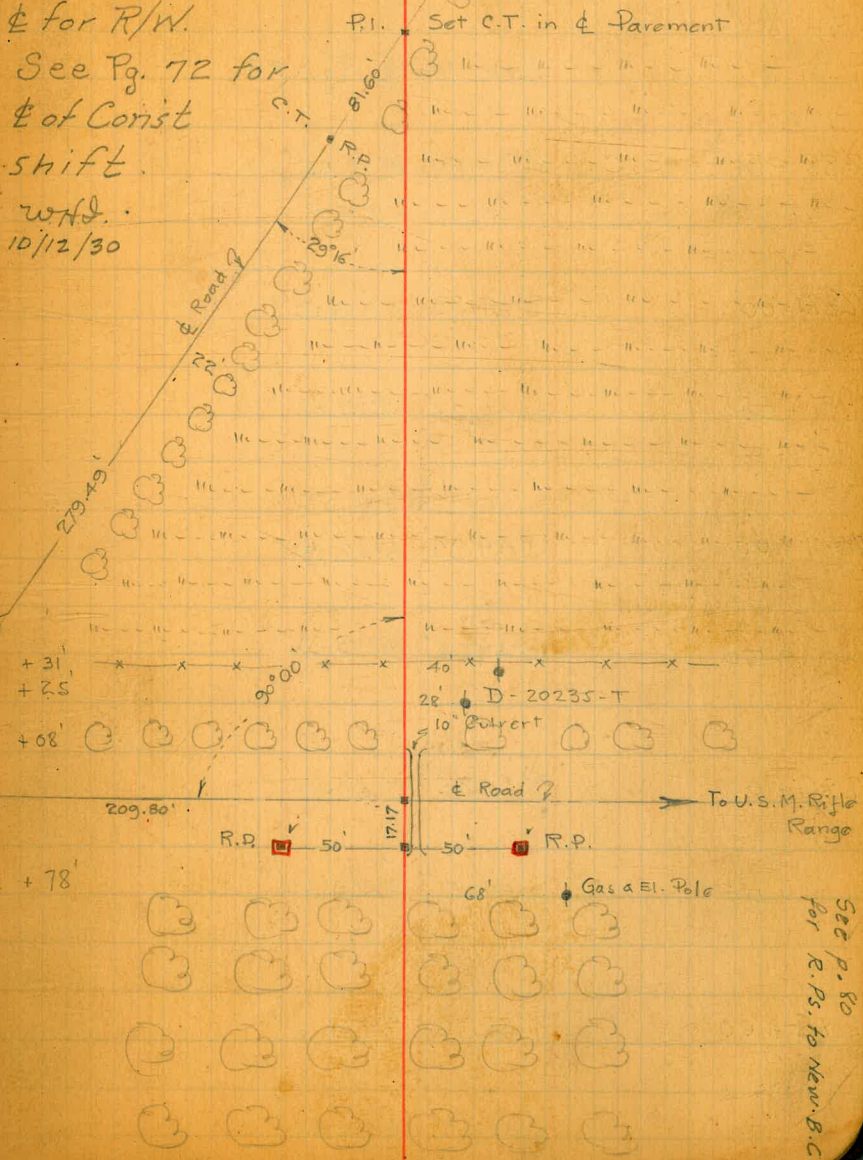 ℄ for R/W.
See Pg. 72 for
℄ of Const
shift.
10/12/30
P.I. Set C.T. in ℄ Pavement
81.60'
C.T.
R.P.
29°16'
℄ Road
22'
279.49'
+ 31'
+ 25'
+ 08'
90°00'
40'
28' D-20235-T
10" Culvert
℄ Road
To U.S.M. Rifle
Range
209.80'
17.17'
R.P. 50' 50' R.P.
+ 78'
68' Gas & El. Pole
See p. 80
for R.Ps. to New B.C